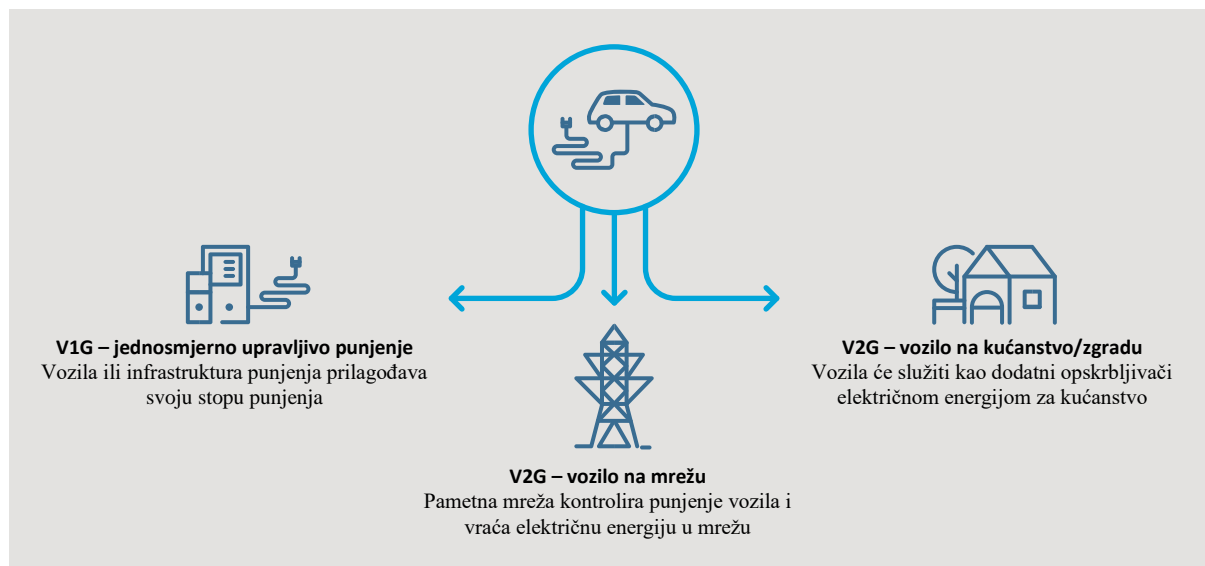 V1G – jednosmjerno upravljivo punjenje
Vozila ili infrastruktura punjenja prilagođava
svoju stopu punjenja
V2G – vozilo na mrežu
Pametna mreža kontrolira punjenje vozila i
vraća električnu energiju u mrežu
V2G – vozilo na kućanstvo/zgradu
Vozila će služiti kao dodatni opskrbljivači
električnom energijom za kućanstvo